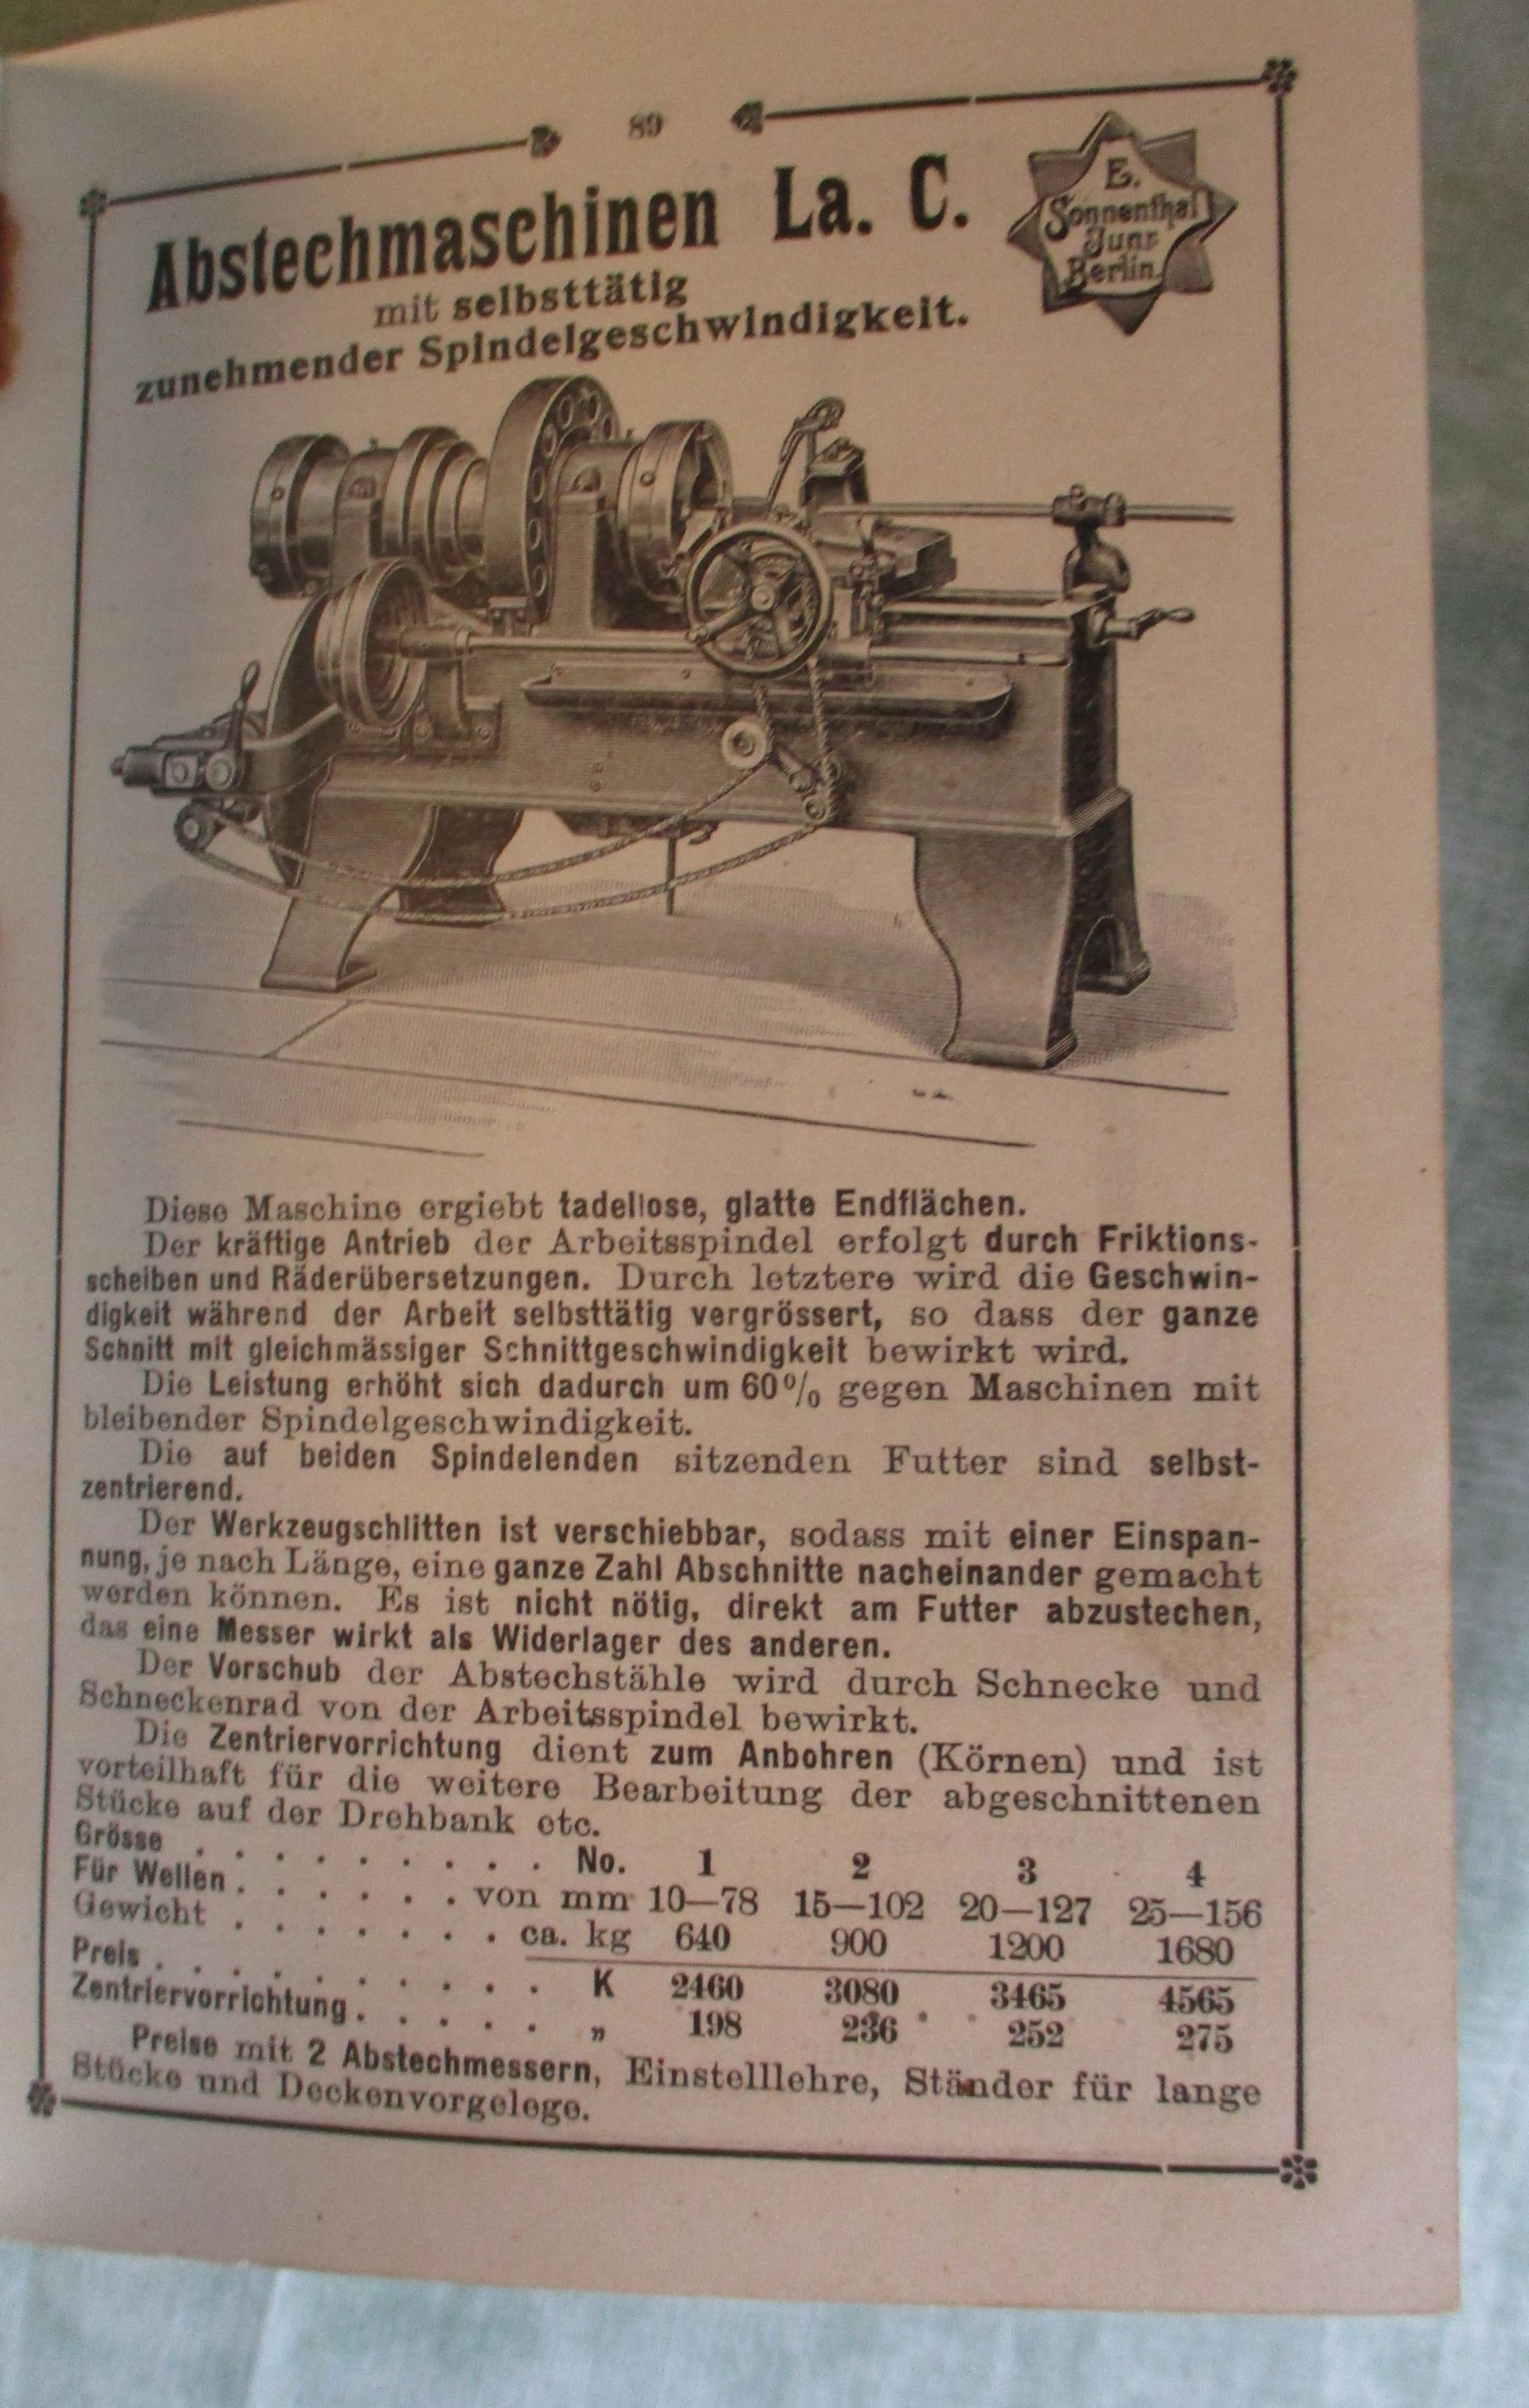 89
Abstechmaschinen La. C.
mit selbsttätig
zunehmender Spindelgeschwindigkeit.
E.
Sonnenthal
Junr
Berlin.
Diese Maschine ergiebt tadellose, glatte Endflächen.
Der kräftige Antrieb der Arbeitsspindel erfolgt durch Friktions-
scheiben und Räderübersetzungen. Durch letztere wird die Geschwin-
digkeit während der Arbeit selbsttätig vergrössert, so dass der ganze
Schnitt mit gleichmässiger Schnittgeschwindigkeit bewirkt wird.
Die Leistung erhöht sich dadurch um 60% gegen Maschinen mit
bleibender Spindelgeschwindigkeit.
Die auf beiden Spindelenden sitzenden Futter sind selbst-
zentrierend.
Der Werkzeugschlitten ist verschiebbar, sodass mit einer Einspan-
nung, je nach Länge, eine ganze Zahl Abschnitte nacheinander gemacht
werden können. Es ist nicht nötig, direkt am Futter abzustechen,
das eine Messer wirkt als Widerlager des anderen.
Der Vorschub der Abstechstähle wird durch Schnecke und
Schneckenrad von der Arbeitsspindel bewirkt.
Die Zentriervorrichtung dient zum Anbohren (Körnen) und ist
vorteilhaft für die weitere Bearbeitung der abgeschnittenen
Stücke auf der Drehbank etc.
Grösse . . . . . . . . . No. 1 2 3 4
Für Wellen . . . . . . von mm 10—78 15—102 20—127 25—156
Gewicht . . . . . . . ca. kg 640 900 1200 1680
Preis . . . . . . . . . . K 2460 3080 3465 4565
Zentriervorrichtung . . . . . „ 198 236 252 275
Preise mit 2 Abstechmessern, Einstelllehre, Ständer für lange
Stücke und Deckenvorgelege.